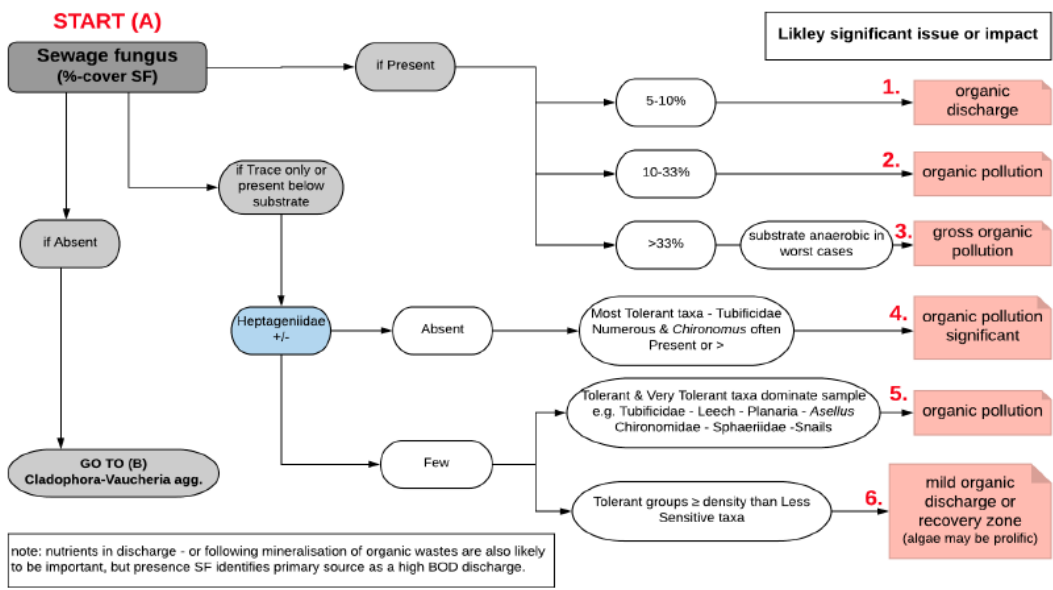 START (A)
Likley significant issue or impact
Sewage fungus
(%-cover SF)
if Present
5-10%
1.
organic
discharge
if Trace only or
present below
substrate
10-33%
2.
organic pollution
if Absent
>33%
substrate anaerobic in
worst cases
3.
gross organic
pollution
Heptageniidae
+/-
Absent
Most Tolerant taxa - Tubificidae
Numerous & Chironomus often
Present or >
4.
organic pollution
significant
Few
Tolerant & Very Tolerant taxa dominate sample
e.g. Tubificidae - Leech - Planaria - Asellus
Chironomidae - Sphaeriidae -Snails
5.
organic pollution
GO TO (B)
Cladophora-Vaucheria agg.
Tolerant groups ≥ density than Less
Sensitive taxa
6.
mild organic
discharge or
recovery zone
(algae may be prolific)
note: nutrients in discharge - or following mineralisation of organic wastes are also likely
to be important, but presence SF identifies primary source as a high BOD discharge.